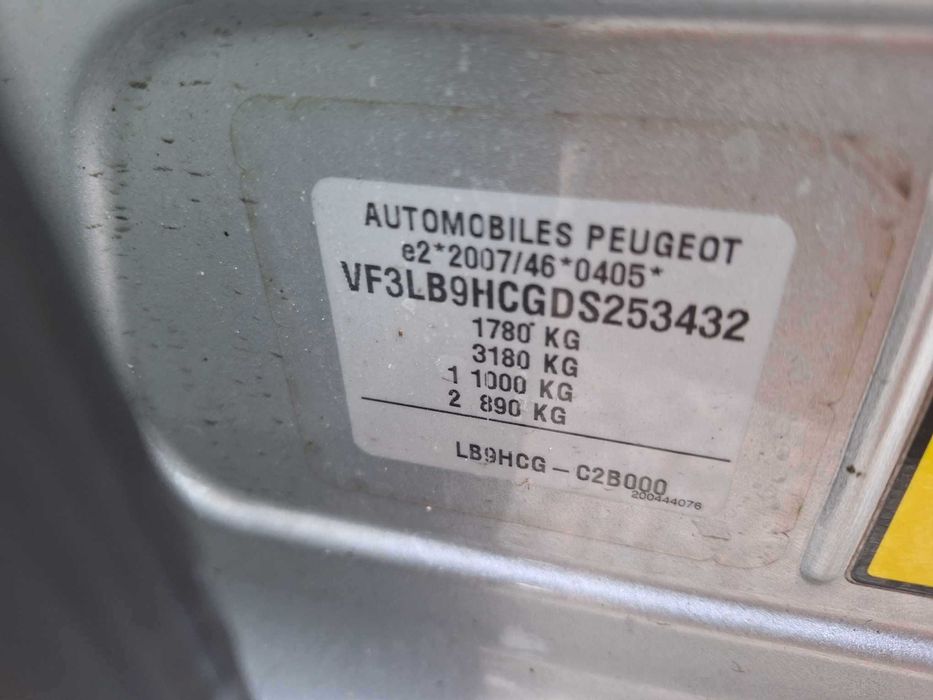 AUTOMOBILES PEUGEOT
e2*2007/46*0405*
VF3LB9HCGDS253432
1780 KG
3180 KG
1 1000 KG
2 890 KG
LB9HCG – C2B000
200444076